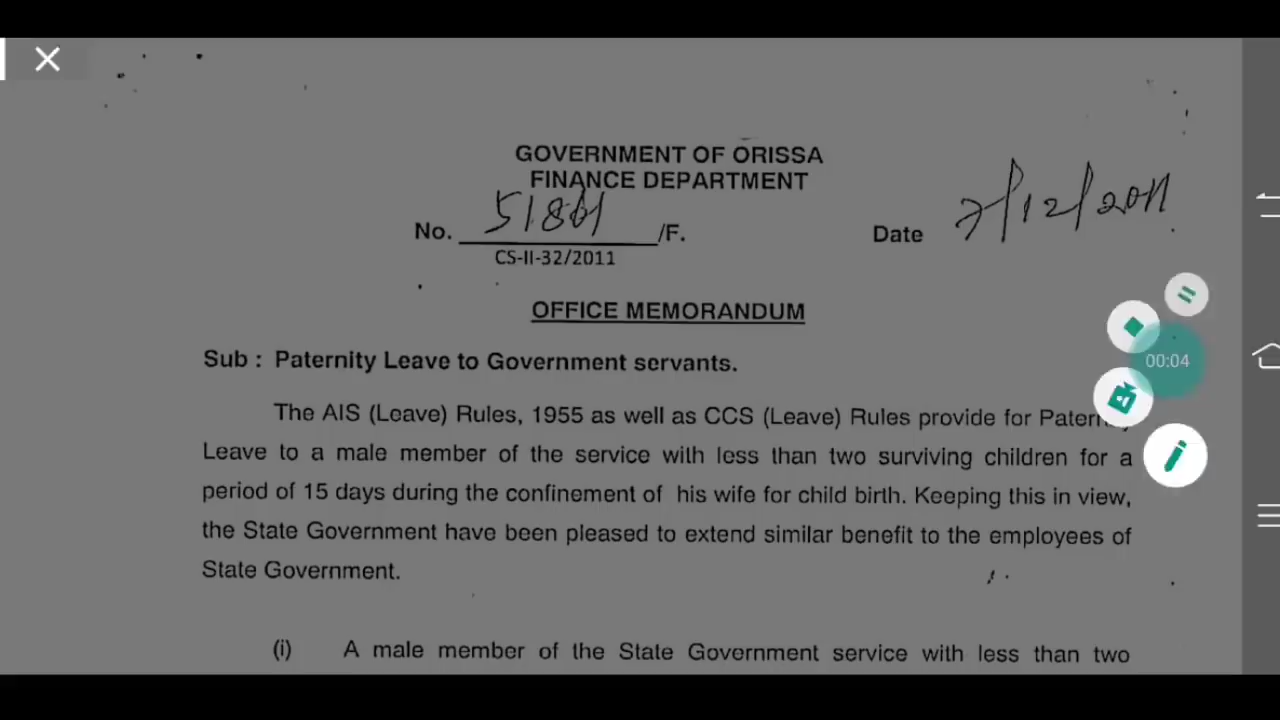 GOVERNMENT OF ORISSA
FINANCE DEPARTMENT
No. 51861 /F. Date 7/12/2011
CS-II-32/2011
OFFICE MEMORANDUM
Sub : Paternity Leave to Government servants.
00:04
The AIS (Leave) Rules, 1955 as well as CCS (Leave) Rules provide for Paternity
Leave to a male member of the service with less than two surviving children for a
period of 15 days during the confinement of his wife for child birth. Keeping this in view,
the State Government have been pleased to extend similar benefit to the employees of
State Government.
(i) A male member of the State Government service with less than two